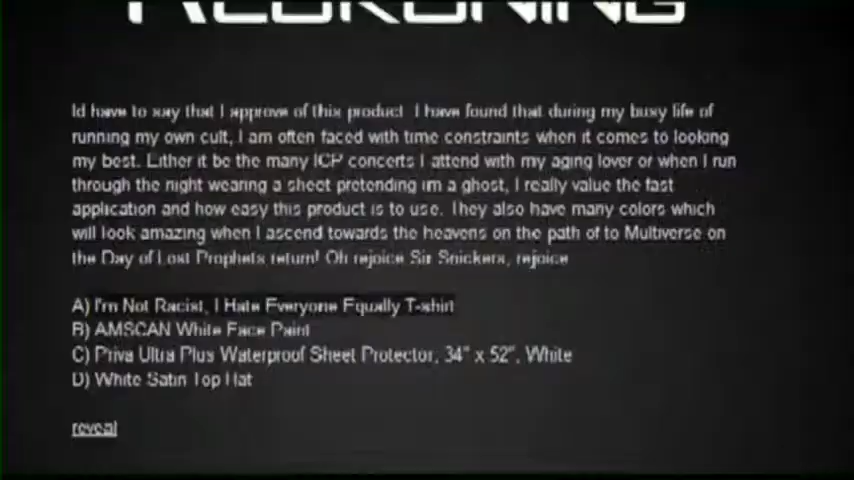 RECKONING
Id have to say that I approve of this product. I have found that during my busy life of
running my own cult, I am often faced with time constraints when it comes to looking
my best. Either it be the many ICP concerts I attend with my aging lover or when I run
through the night wearing a sheet pretending im a ghost, I really value the fast
application and how easy this product is to use. They also have many colors which
will look amazing when I ascend towards the heavens on the path of to Multiverse on
the Day of Lost Prophets return! Oh rejoice Sir Snickers, rejoice
A) I'm Not Racist, I Hate Everyone Equally T-shirt
B) AMSCAN White Face Paint
C) Priva Ultra Plus Waterproof Sheet Protector, 34" x 52", White
D) White Satin Top Hat
reveal